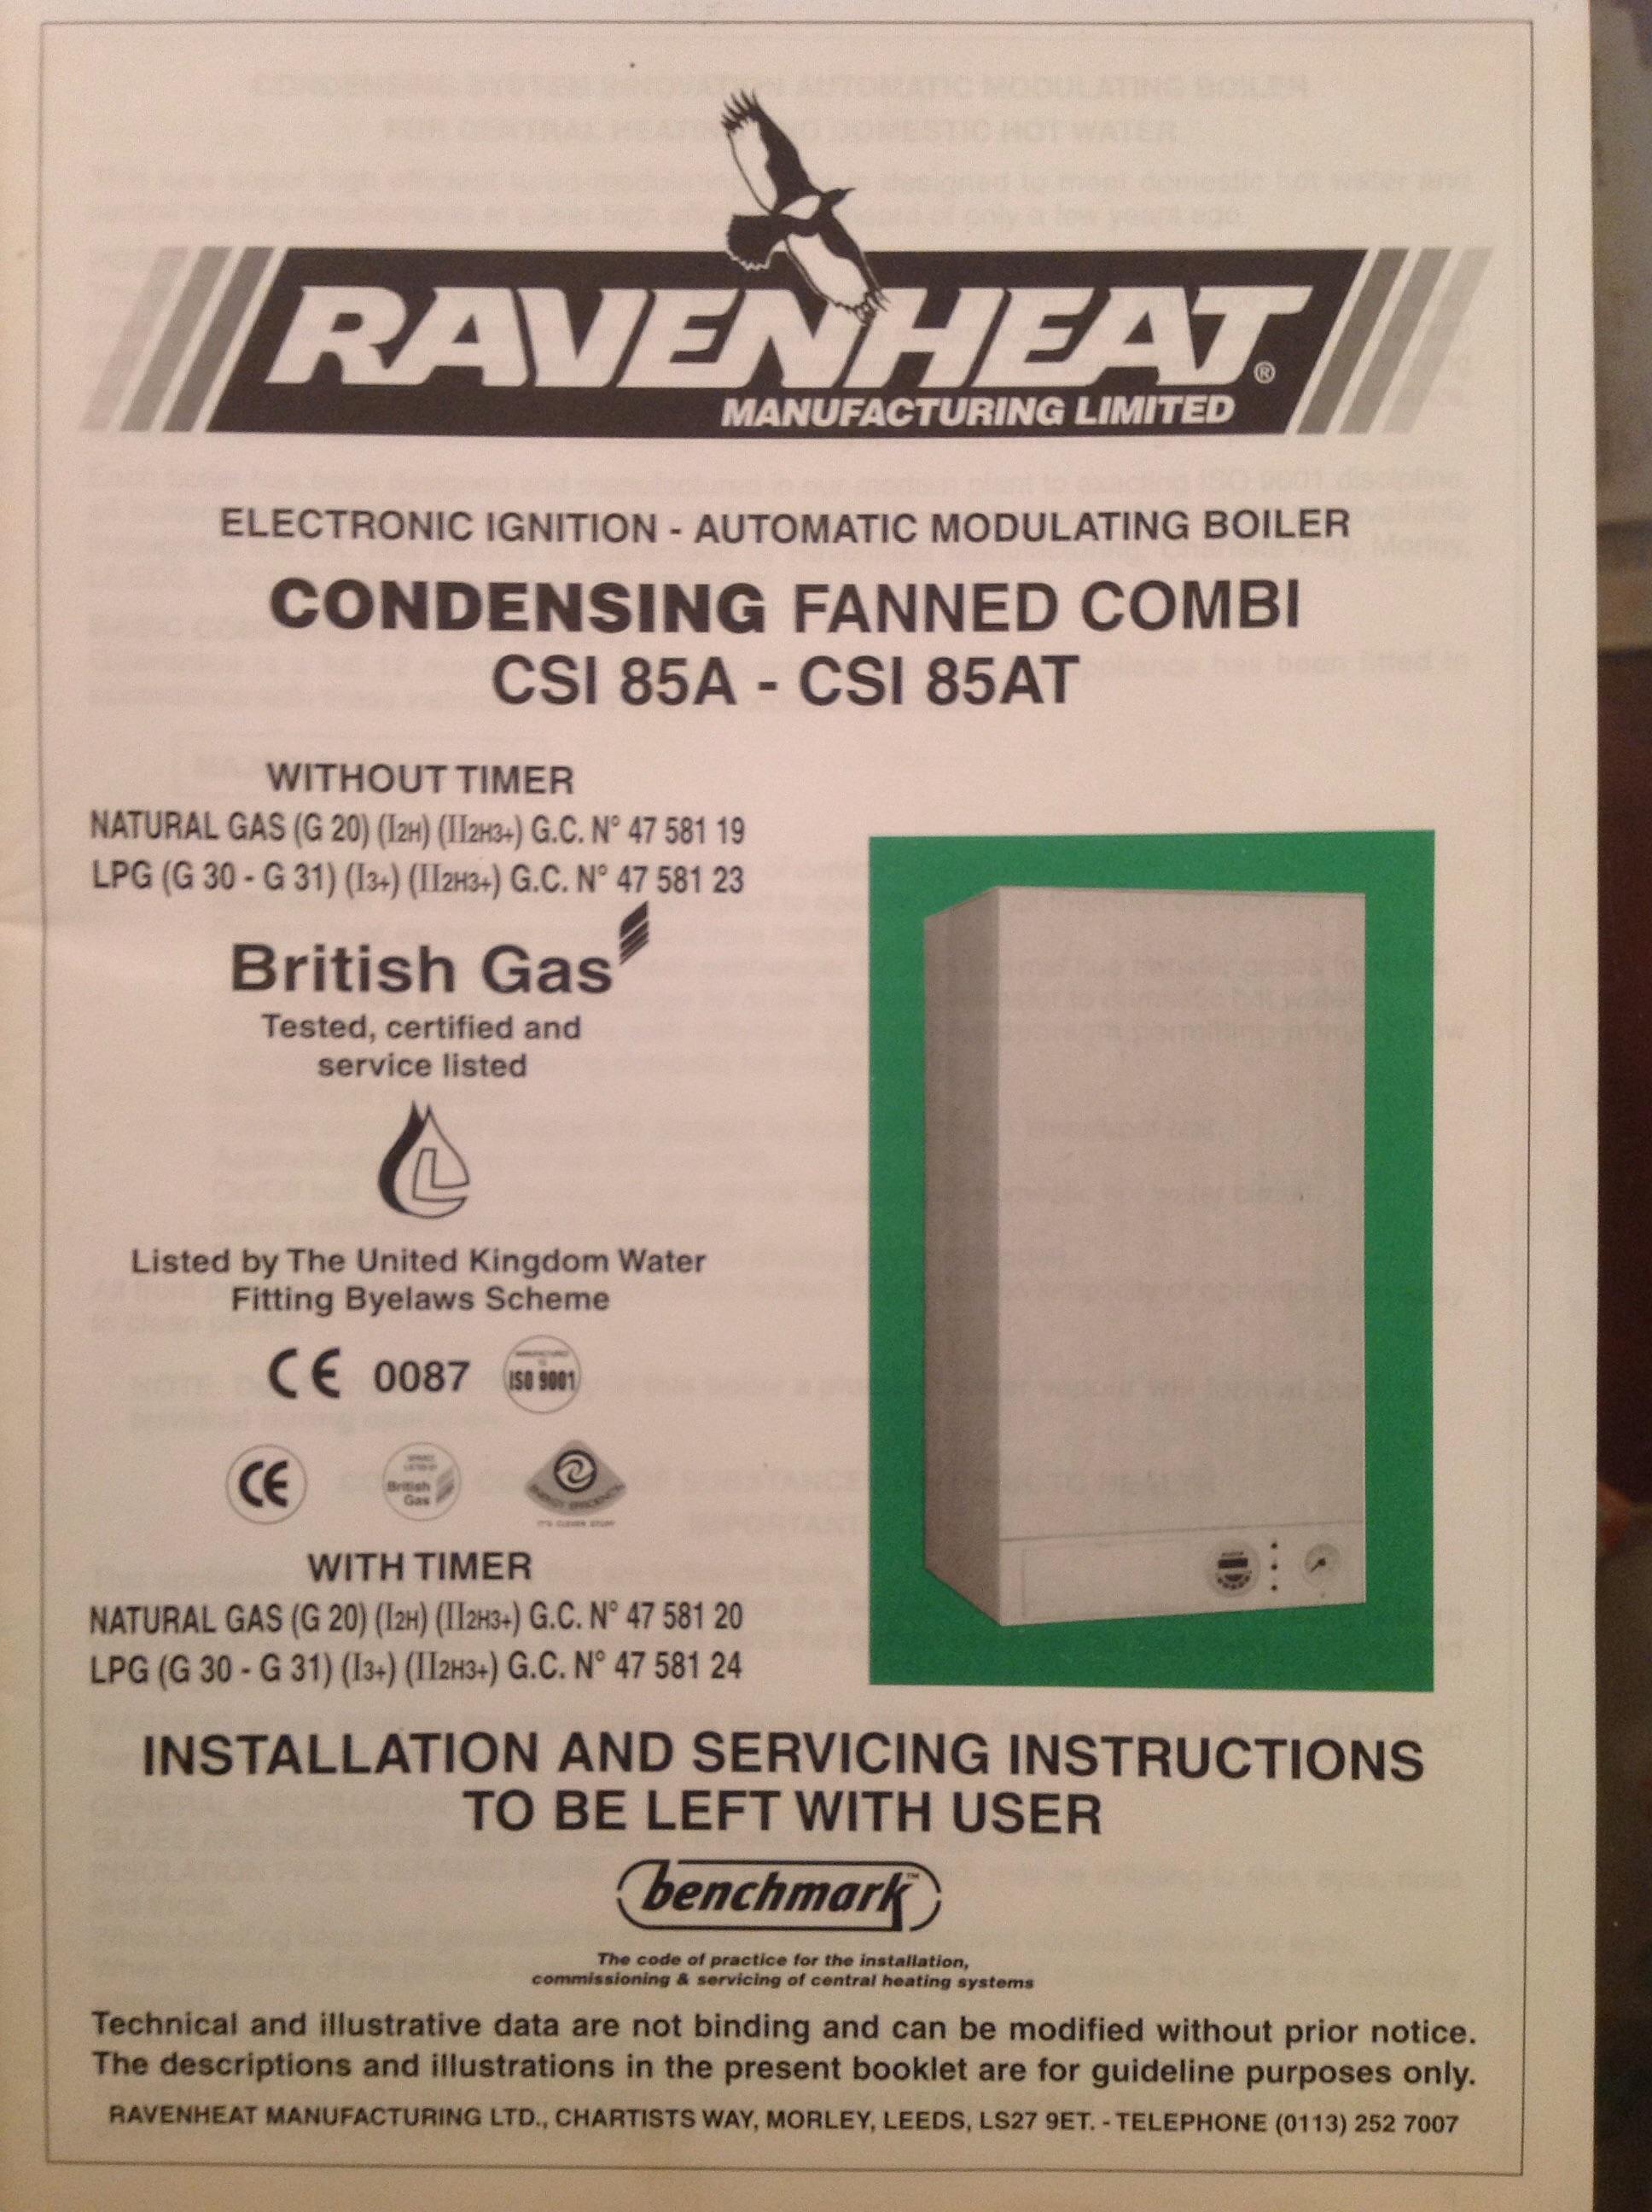 RAVENHEAT®
MANUFACTURING LIMITED
ELECTRONIC IGNITION - AUTOMATIC MODULATING BOILER
CONDENSING FANNED COMBI
CSI 85A - CSI 85AT
WITHOUT TIMER
NATURAL GAS (G 20) (I2H) (II2H3+) G.C. N° 47 581 19
LPG (G 30 - G 31) (I3+) (II2H3+) G.C. N° 47 581 23
British Gas
Tested, certified and
service listed
Listed by The United Kingdom Water
Fitting Byelaws Scheme
CE 0087
ISO 9001
CE
British
Gas
ENERGY EFFICIENCY
IT'S CLEVER STUFF
WITH TIMER
NATURAL GAS (G 20) (I2H) (II2H3+) G.C. N° 47 581 20
LPG (G 30 - G 31) (I3+) (II2H3+) G.C. N° 47 581 24
INSTALLATION AND SERVICING INSTRUCTIONS
TO BE LEFT WITH USER
benchmark™
The code of practice for the installation,
commissioning & servicing of central heating systems
Technical and illustrative data are not binding and can be modified without prior notice.
The descriptions and illustrations in the present booklet are for guideline purposes only.
RAVENHEAT MANUFACTURING LTD., CHARTISTS WAY, MORLEY, LEEDS, LS27 9ET. - TELEPHONE (0113) 252 7007